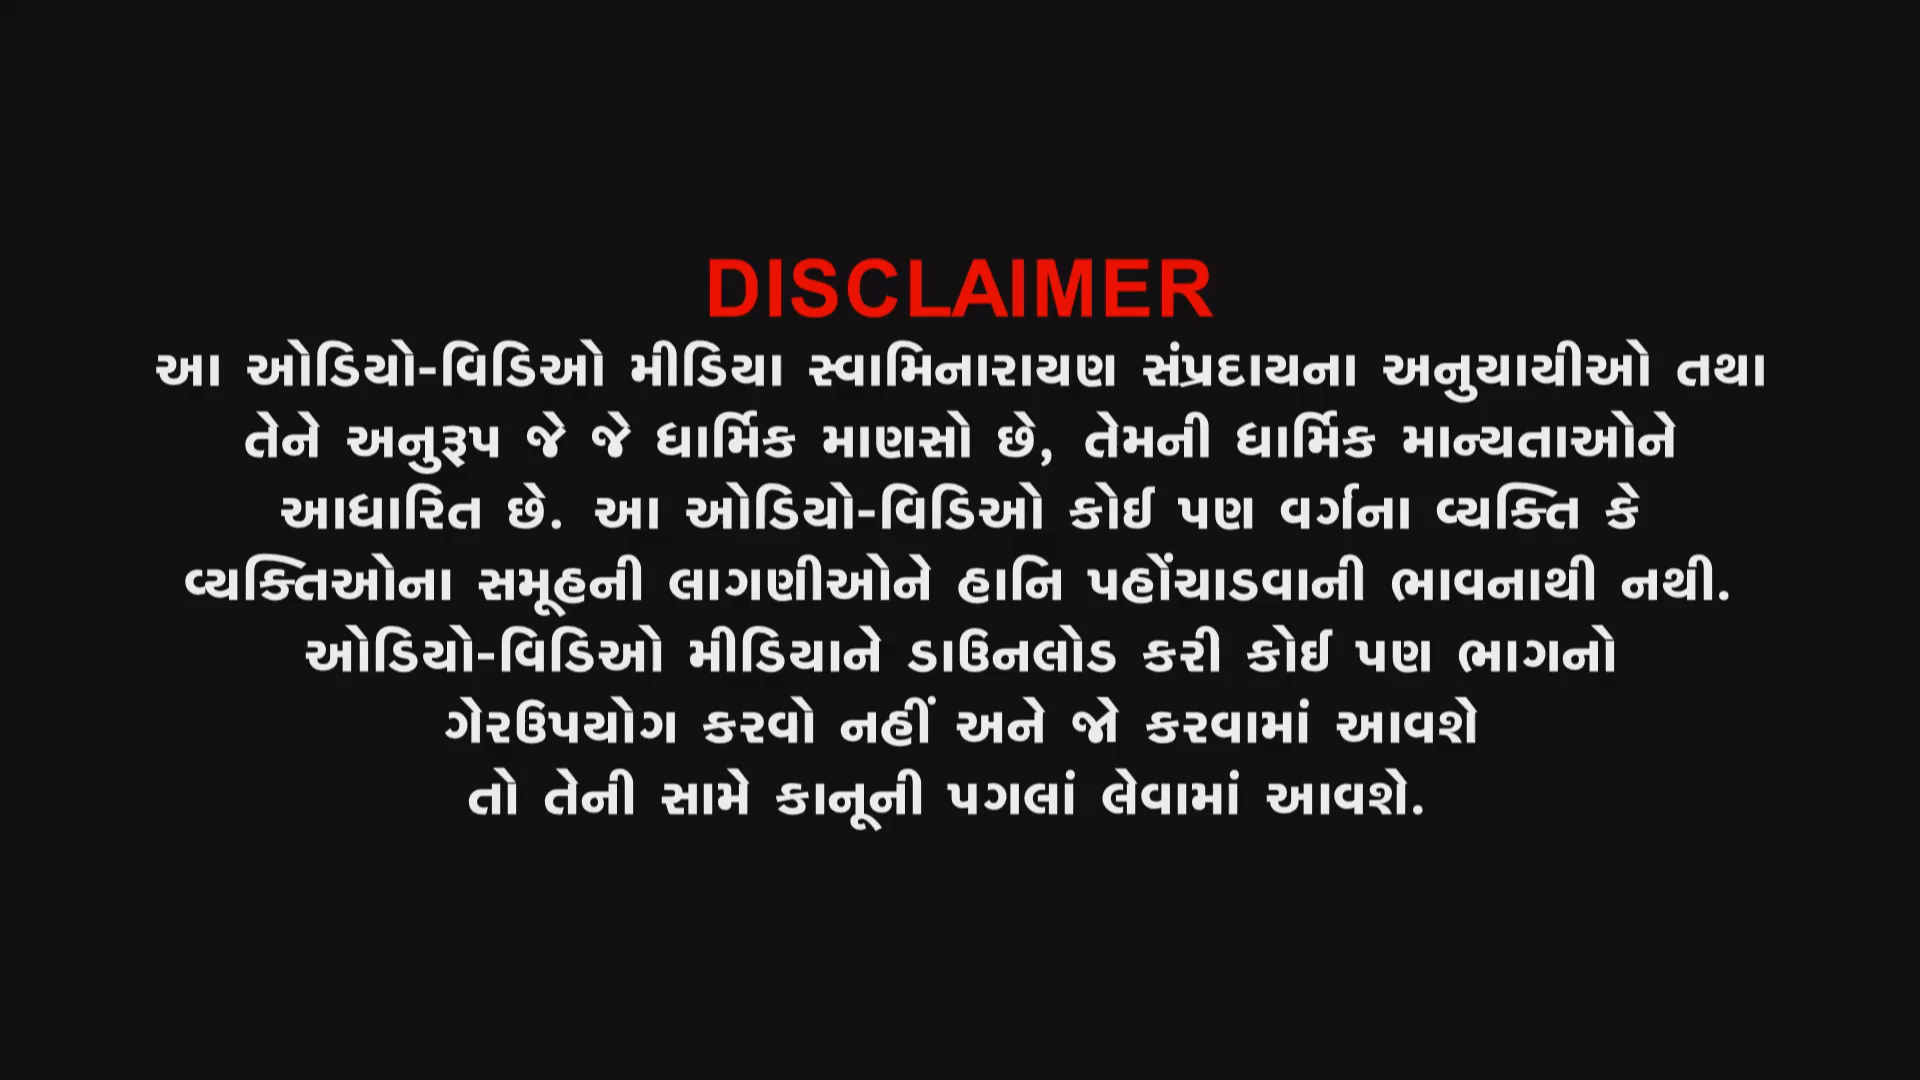 DISCLAIMER
આ ઓડિયો-વિડિઓ મીડિયા સ્વામિનારાયણ સંપ્રદાયના અનુયાયીઓ તથા
તેને અનુરૂપ જે જે ધાર્મિક માણસો છે, તેમની ધાર્મિક માન્યતાઓને
આધારિત છે. આ ઓડિયો-વિડિઓ કોઈ પણ વર્ગના વ્યક્તિ કે
વ્યક્તિઓના સમૂહની લાગણીઓને હાનિ પહોંચાડવાની ભાવનાથી નથી.
ઓડિયો-વિડિઓ મીડિયાને ડાઉનલોડ કરી કોઈ પણ ભાગનો
ગેરઉપયોગ કરવો નહીં અને જો કરવામાં આવશે
તો તેની સામે કાનૂની પગલાં લેવામાં આવશે.